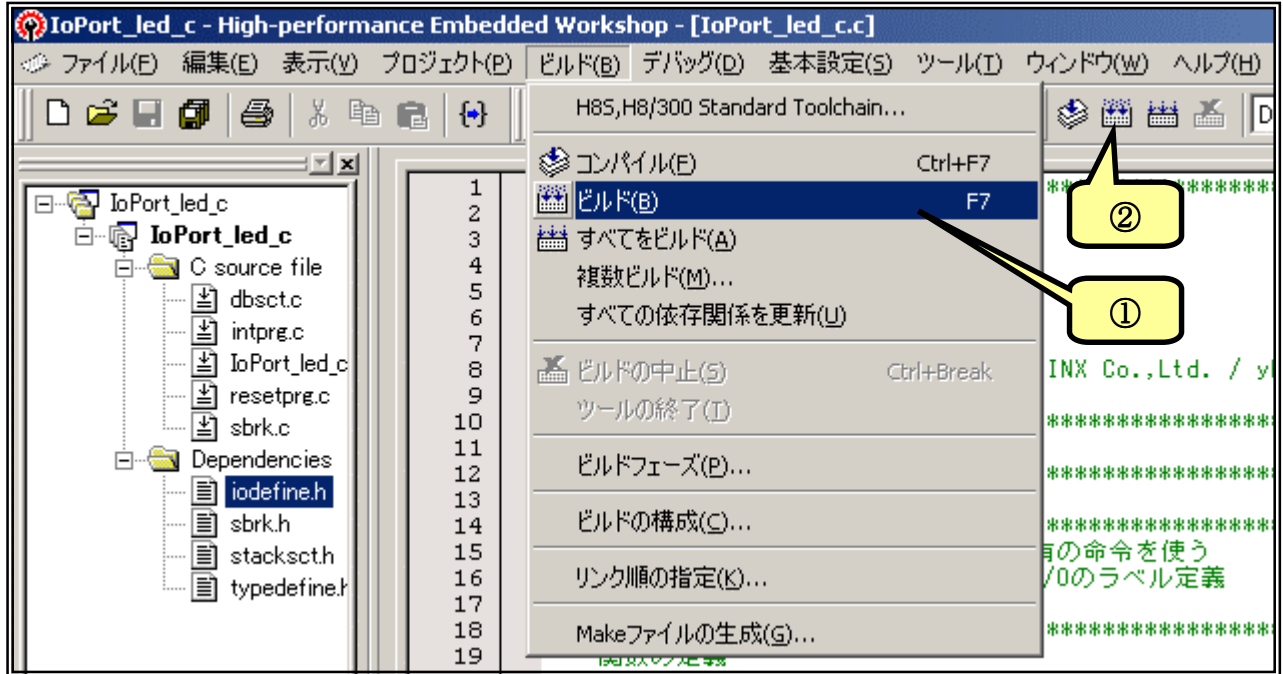 IoPort_led_c - High-performance Embedded Workshop - [IoPort_led_c.c]
ファイル(F) 編集(E) 表示(V) プロジェクト(P) ビルド(B) デバッグ(D) 基本設定(S) ツール(T) ウィンドウ(W) ヘルプ(H)
H8S,H8/300 Standard Toolchain...
コンパイル(F) Ctrl+F7
ビルド(B) F7
すべてをビルド(A)
複数ビルド(M)...
すべての依存関係を更新(U)
ビルドの中止(S) Ctrl+Break
ツールの終了(T)
ビルドフェーズ(P)...
ビルドの構成(C)...
リンク順の指定(K)...
Makeファイルの生成(G)...
①
②
D
IoPort_led_c
IoPort_led_c
C source file
dbsct.c
intprg.c
IoPort_led_c
resetprg.c
sbrk.c
Dependencies
iodefine.h
sbrk.h
stacksct.h
typedefine.h
1
2
3
4
5
6
7
8
9
10
11
12
13
14
15
16
17
18
19
INX Co.,Ltd. / y
********************
********************
********************
有の命令を使う
/Oのラベル定義
********************
関数の定義